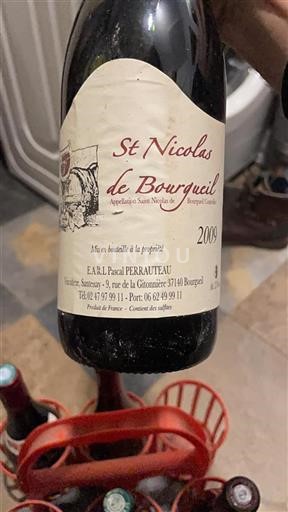 St Nicolas
de Bourgueil
Appellation Saint Nicolas de Bourgueil Contrôlée
2009
Mis en bouteille à la propriété
VINOU
E.A.R.L Pascal PERRAUTEAU
Santenay - 9, rue de la Gitonnière 37140 Bourgueil
Tél. 02 47 97 99 11 - Port: 06 62 49 99 11
Produit de France - Contient des sulfites